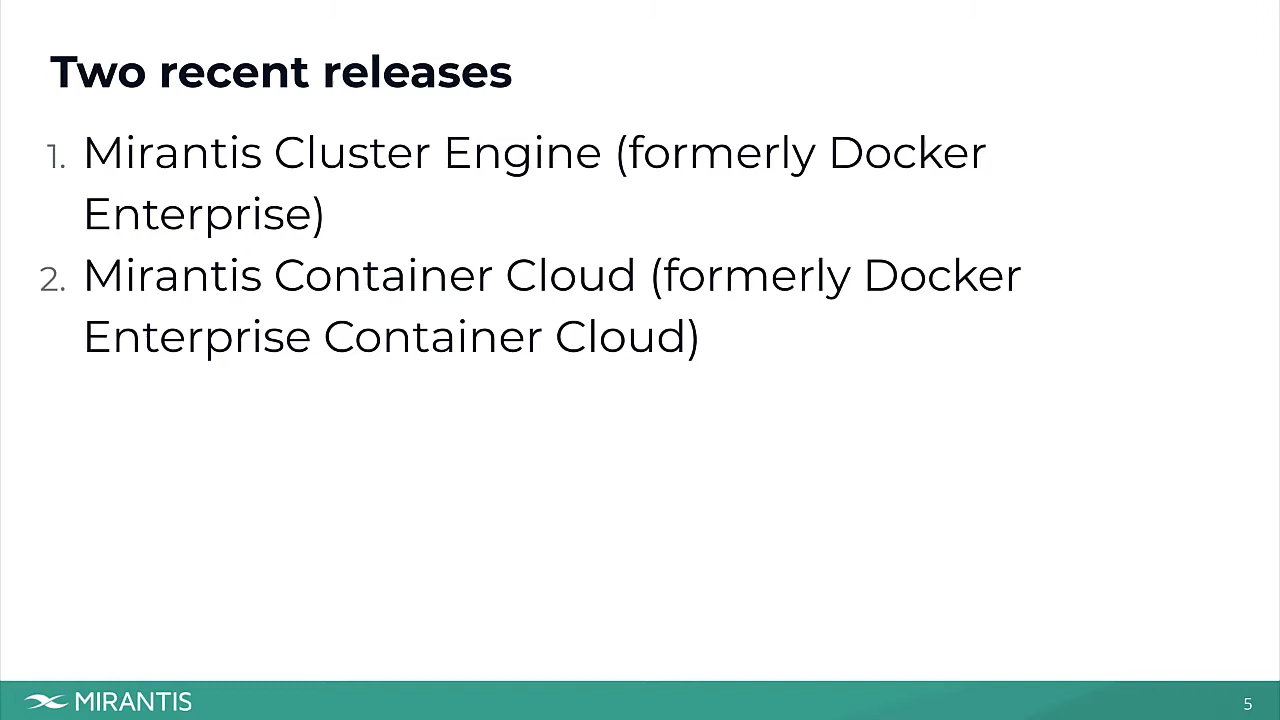 Two recent releases
1. Mirantis Cluster Engine (formerly Docker
Enterprise)
2. Mirantis Container Cloud (formerly Docker
Enterprise Container Cloud)
MIRANTIS
5